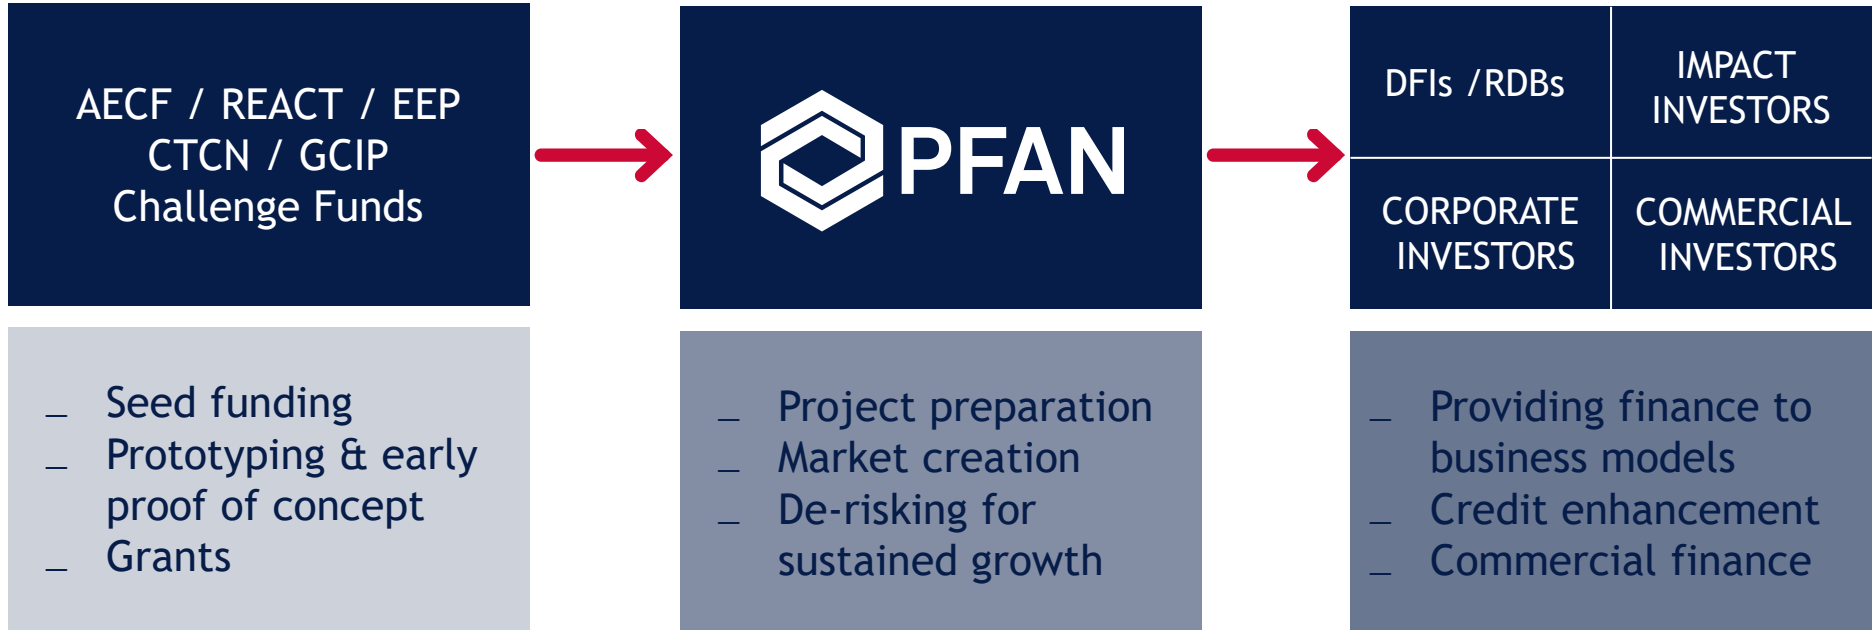 AECF / REACT / EEP
CTCN / GCIP
Challenge Funds
_ Seed funding
_ Prototyping & early
proof of concept
_ Grants
PFAN
_ Project preparation
_ Market creation
_ De-risking for
sustained growth
DFIs /RDBs
IMPACT
INVESTORS
CORPORATE
INVESTORS
COMMERCIAL
INVESTORS
_ Providing finance to
business models
_ Credit enhancement
_ Commercial finance